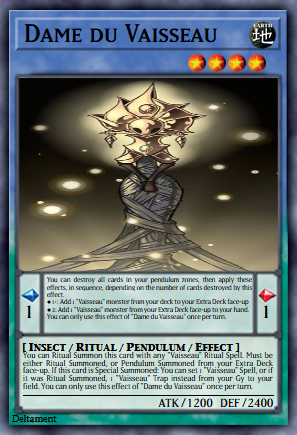 Dame du Vaisseau
EARTH
地
You can destroy all cards in your pendulum zones, then apply these
effects, in sequence, depending on the number of cards destroyed by this
effect.
●1+: Add 1 "Vaisseau" monster from your deck to your Extra Deck face-up
●2: Add 1 "Vaisseau" monster from your Extra Deck face-up to your hand.
You can only use this effect of "Dame du Vaisseau" once per turn.
1
1
[ Insect / Ritual / Pendulum / Effect ]
You can Ritual Summon this card with any "Vaisseau" Ritual Spell. Must be
either Ritual Summoned, or Pendulum Summoned from your Extra Deck
face-up. If this card is Special Summoned: You can set 1 "Vaisseau" Spell, or if
it was Ritual Summoned, 1 "Vaisseau" Trap instead from your Gy to your
field. You can only use this effect of "Dame du Vaisseau" once per turn.
ATK/1200 DEF/2400
Deltament